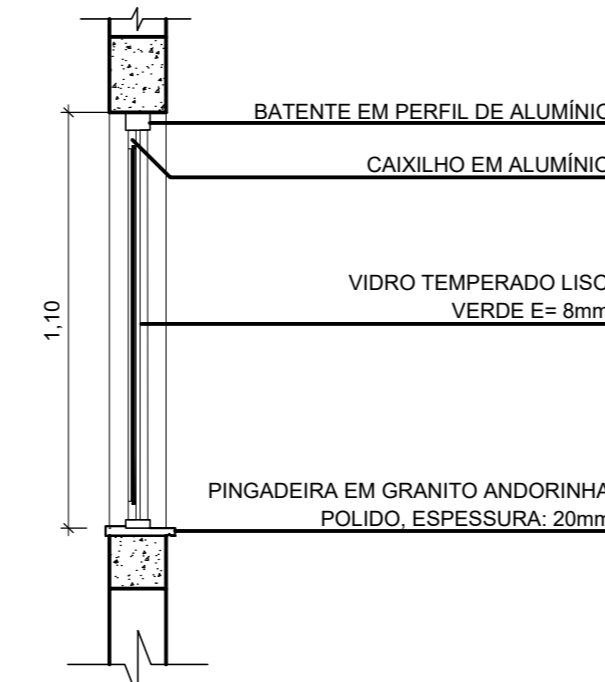 BATENTE EM PERFIL DE ALUMÍNIO
CAIXILHO EM ALUMÍNIO
1,10
VIDRO TEMPERADO LISO
VERDE E= 8mm
PINGADEIRA EM GRANITO ANDORINHA
POLIDO, ESPESSURA: 20mm